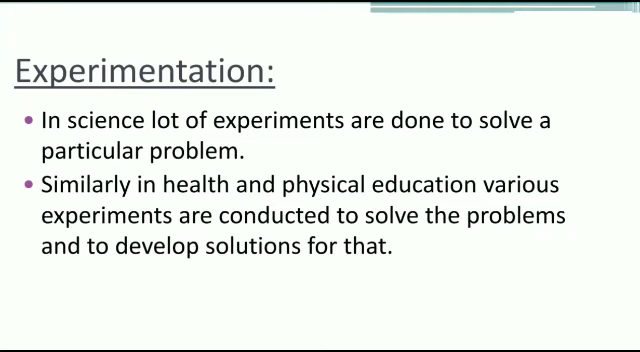 Experimentation:
• In science lot of experiments are done to solve a
particular problem.
• Similarly in health and physical education various
experiments are conducted to solve the problems
and to develop solutions for that.